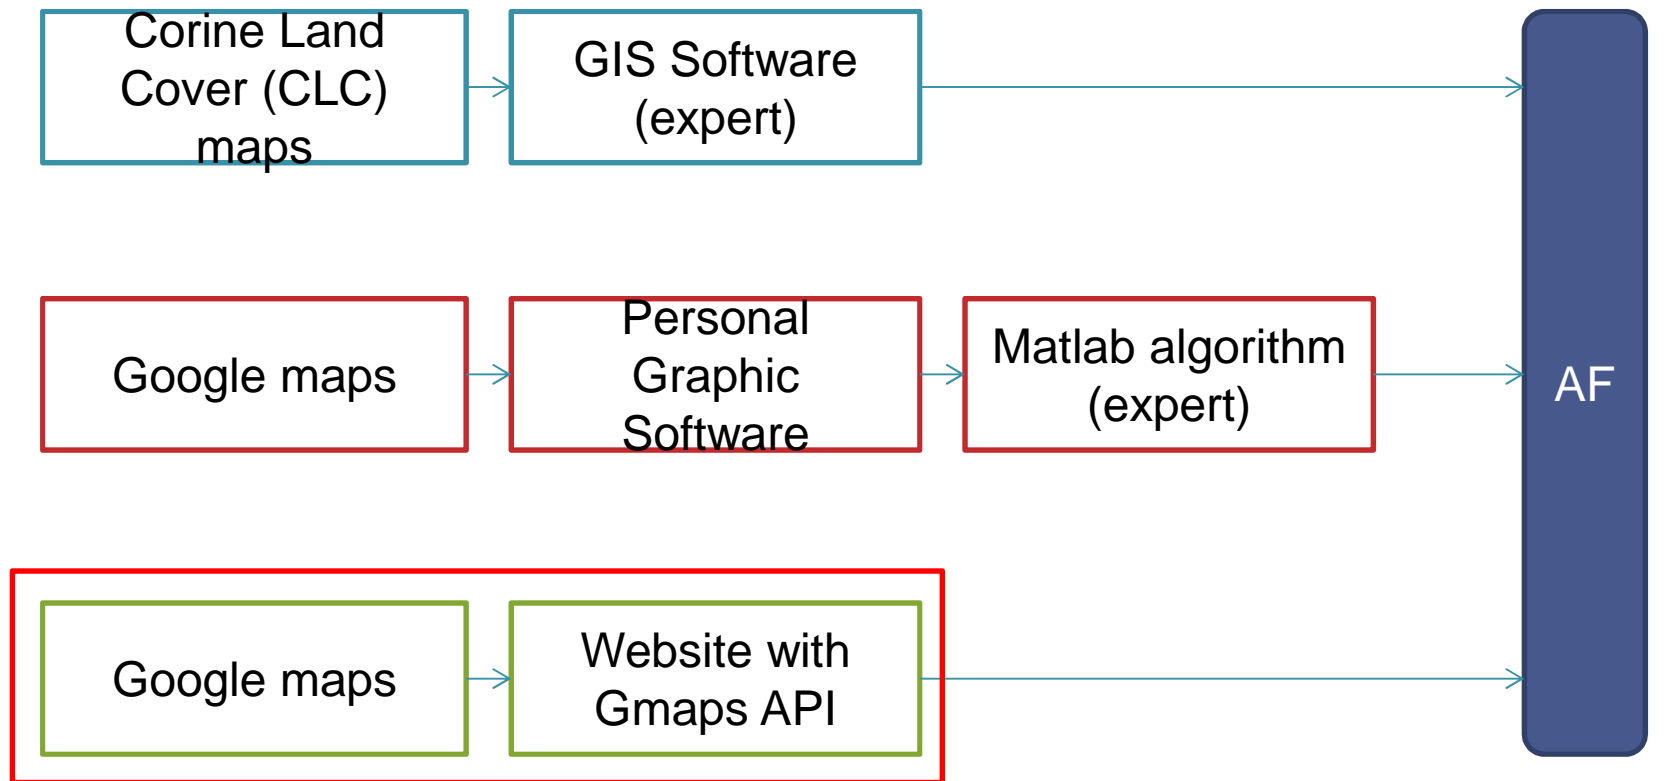 Corine Land
Cover (CLC)
maps
GIS Software
(expert)
Google maps
Personal
Graphic
Software
Matlab algorithm
(expert)
AF
Google maps
Website with
Gmaps API